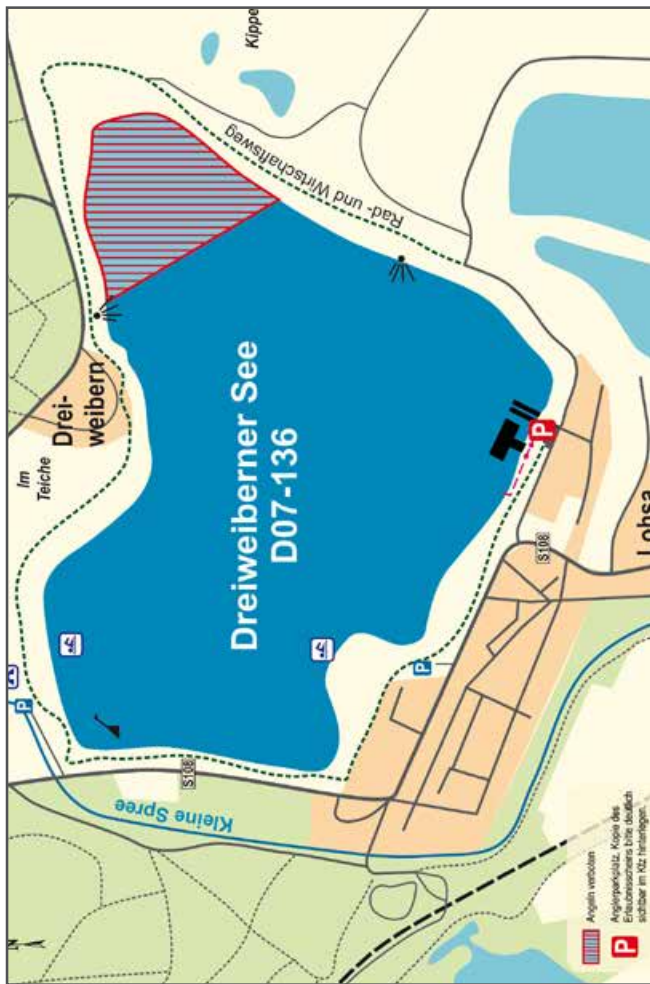 Kippe
Rad- und Wirtschaftsweg
Drei-
weibern
Im
Teiche
Dreiweiberner See
D07-136
P
P
P
S108
S108
Lohsa
Kleine Spree
N
Angeln verboten
P
Anglerparkplatz. Kopie des
Erlaubnisscheins bitte deutlich
sichtbar im Kfz hinterlegen.